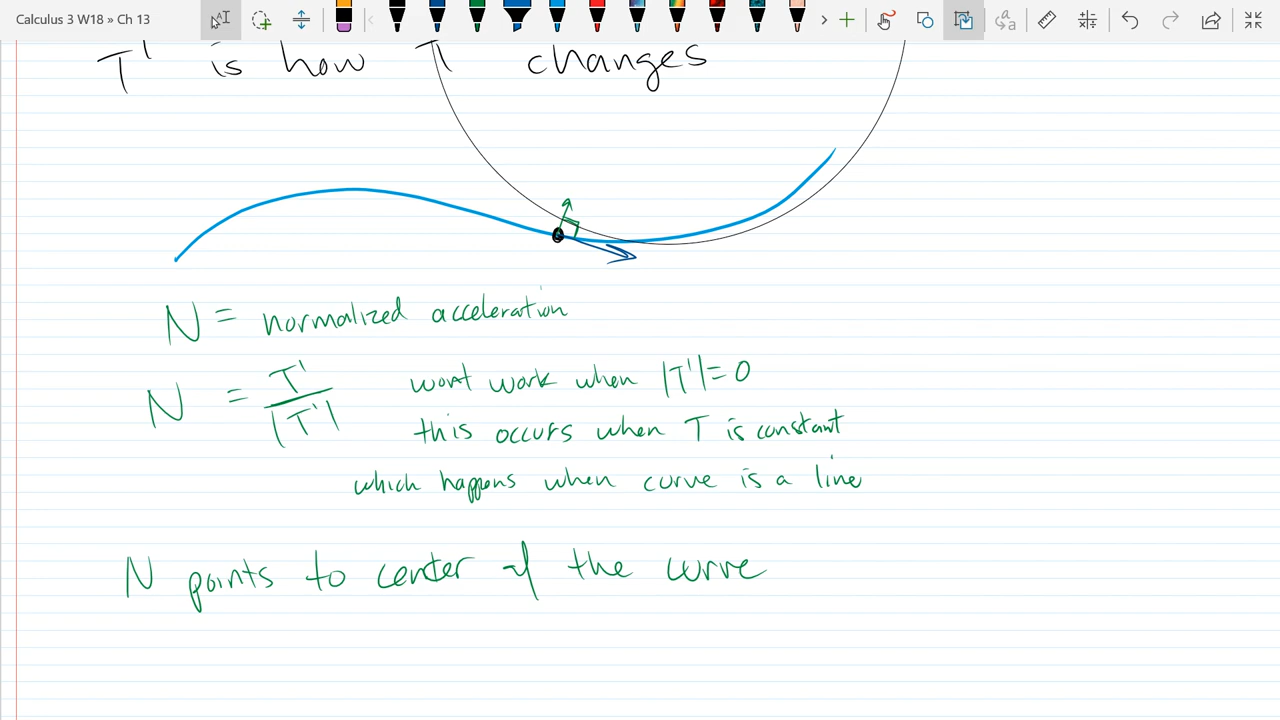 Calculus 3 W18 » Ch 13
T' is how T changes
N = normalized acceleration
N = T' / |T'| wont work when |T'| = 0
this occurs when T is constant
which happens when curve is a line
N points to center of the curve